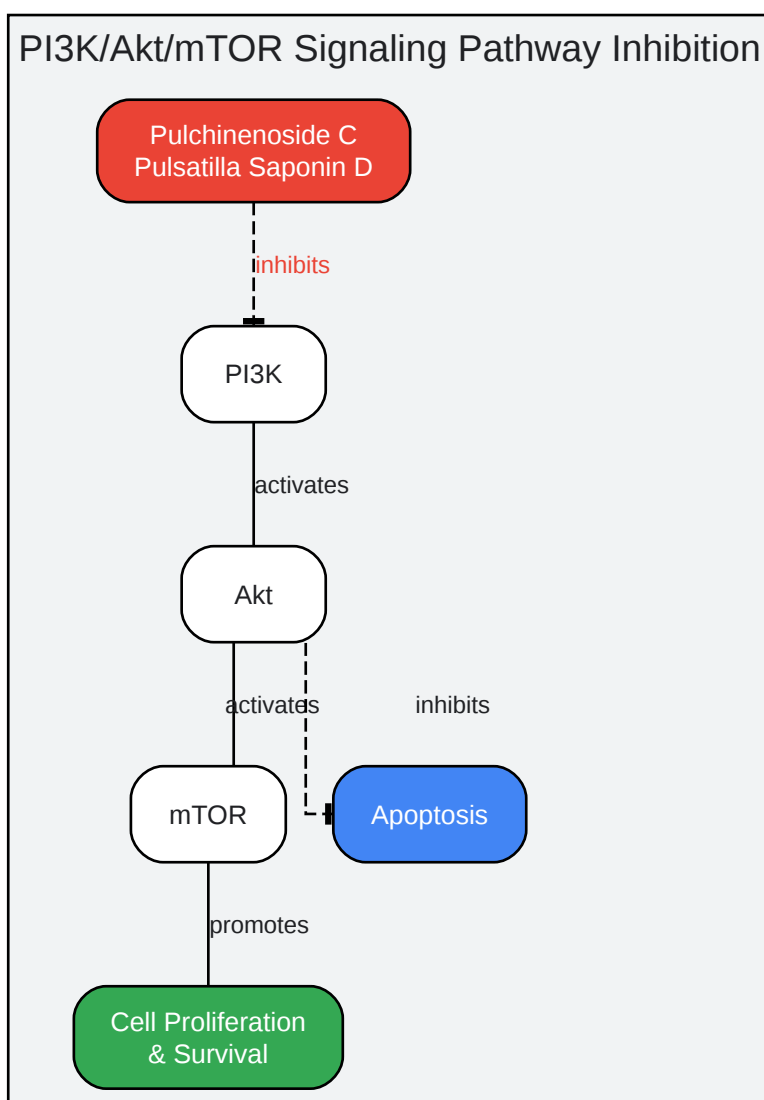 PI3K/Akt/mTOR Signaling Pathway Inhibition
Pulchinenoside C
Pulsatilla Saponin D
inhibits
PI3K
activates
Akt
activates
inhibits
mTOR
Apoptosis
promotes
Cell Proliferation
& Survival